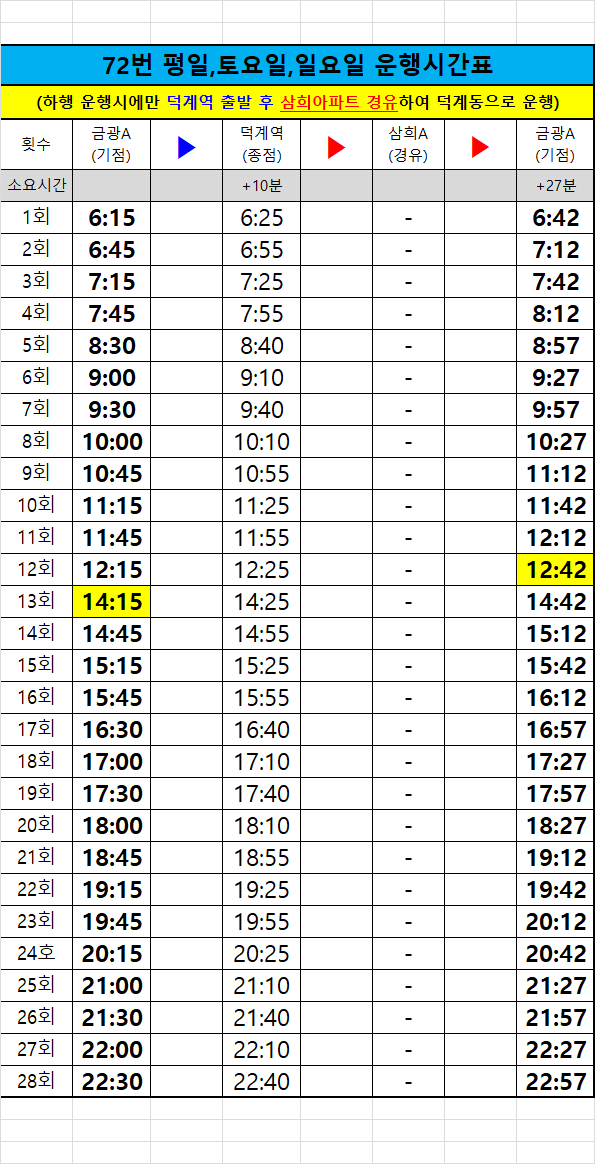 72번 평일,토요일,일요일 운행시간표
(하행 운행시에만 덕계역 출발 후 삼희아파트 경유하여 덕계동으로 운행)
횟수 금광A (기점) ▶ 덕계역 (종점) ▶ 삼희A (경유) ▶ 금광A (기점)
소요시간 +10분 +27분
1회 6:15 6:25 - 6:42
2회 6:45 6:55 - 7:12
3회 7:15 7:25 - 7:42
4회 7:45 7:55 - 8:12
5회 8:30 8:40 - 8:57
6회 9:00 9:10 - 9:27
7회 9:30 9:40 - 9:57
8회 10:00 10:10 - 10:27
9회 10:45 10:55 - 11:12
10회 11:15 11:25 - 11:42
11회 11:45 11:55 - 12:12
12회 12:15 12:25 - 12:42
13회 14:15 14:25 - 14:42
14회 14:45 14:55 - 15:12
15회 15:15 15:25 - 15:42
16회 15:45 15:55 - 16:12
17회 16:30 16:40 - 16:57
18회 17:00 17:10 - 17:27
19회 17:30 17:40 - 17:57
20회 18:00 18:10 - 18:27
21회 18:45 18:55 - 19:12
22회 19:15 19:25 - 19:42
23회 19:45 19:55 - 20:12
24호 20:15 20:25 - 20:42
25회 21:00 21:10 - 21:27
26회 21:30 21:40 - 21:57
27회 22:00 22:10 - 22:27
28회 22:30 22:40 - 22:57